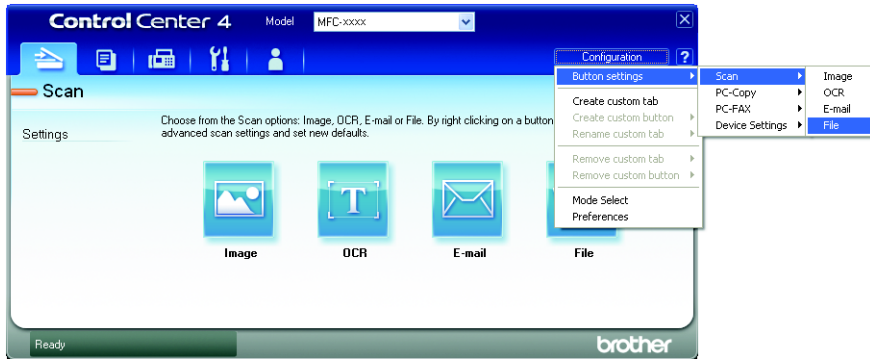 Control Center 4 Model MFC-xxxx
Configuration ?
Scan
Button settings
Scan
Image
PC-Copy
OCR
PC-FAX
E-mail
Device Settings
File
Create custom tab
Create custom button
Rename custom tab
Remove custom tab
Remove custom button
Mode Select
Preferences
Settings
Choose from the Scan options: Image, OCR, E-mail or File. By right clicking on a button
advanced scan settings and set new defaults.
T
Image OCR E-mail File
Ready
brother